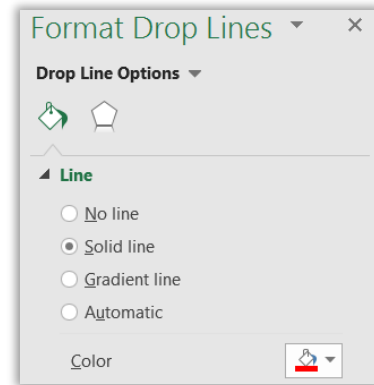 Format Drop Lines
Drop Line Options
Line
No line
Solid line
Gradient line
Automatic
Color